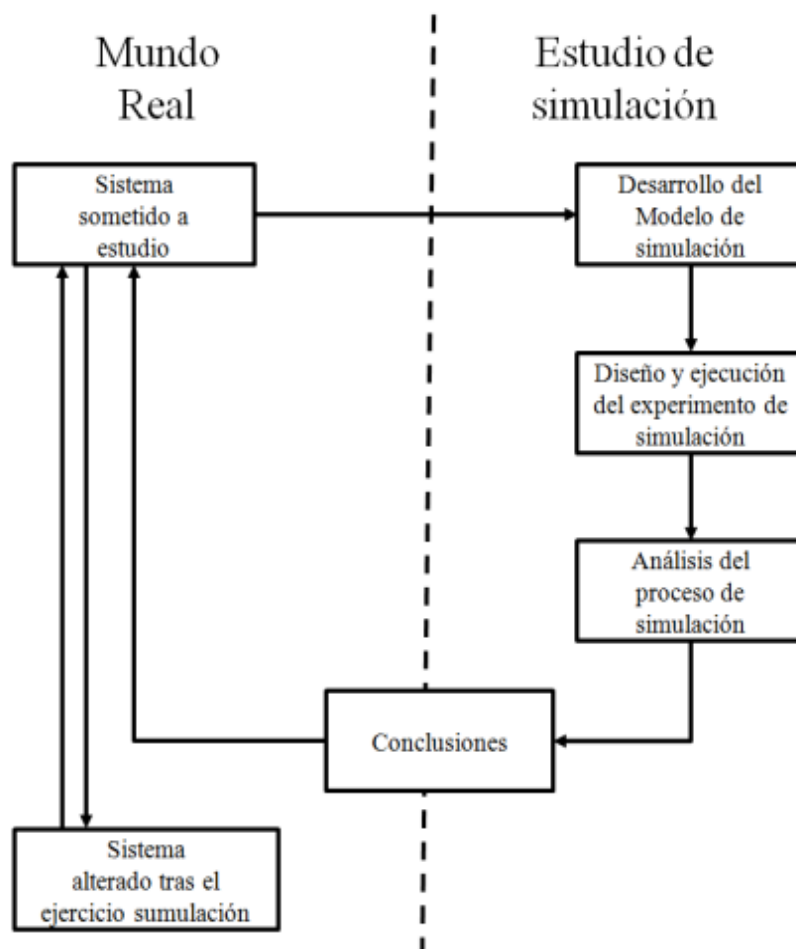 Mundo
Real
Estudio de
simulación
Sistema
sometido a
estudio
Desarrollo del
Modelo de
simulación
Diseño y ejecución
del experimento de
simulación
Análisis del
proceso de
simulación
Conclusiones
Sistema
alterado tras el
ejercicio sumulación